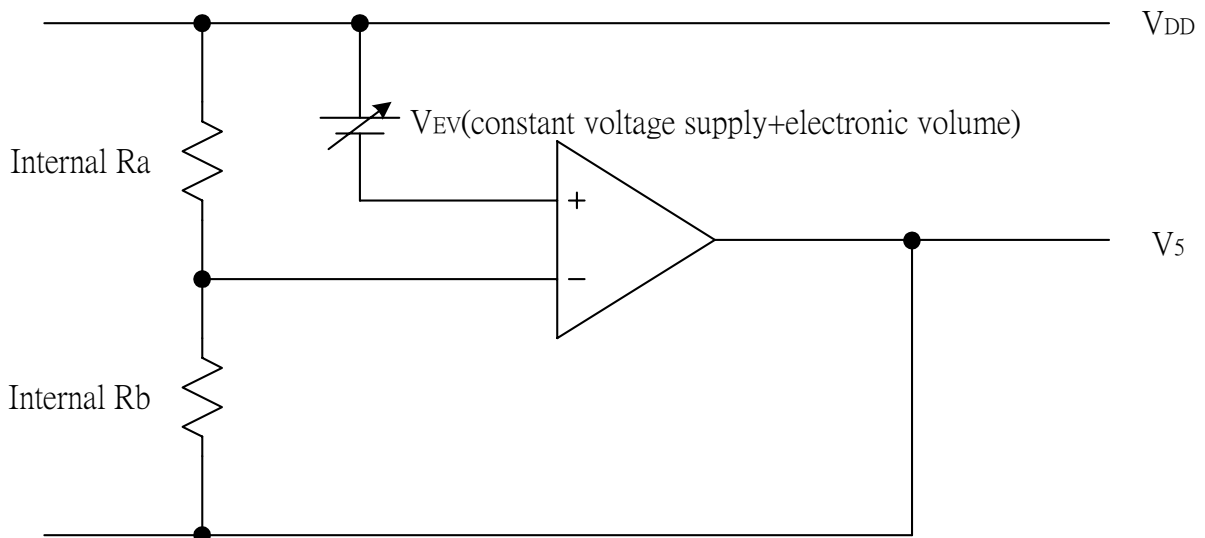 VDD
VEV(constant voltage supply+electronic volume)
Internal Ra
+
V5
−
Internal Rb